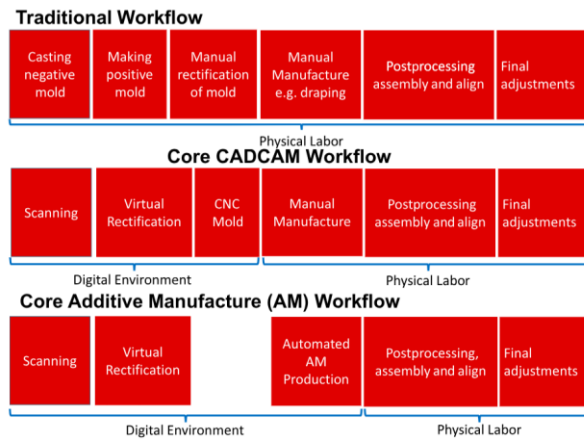 Traditional Workflow
Casting negative mold
Making positive mold
Manual rectification of mold
Manual Manufacture e.g. draping
Postprocessing assembly and align
Final adjustments
Physical Labor
Core CADCAM Workflow
Scanning
Virtual Rectification
CNC Mold
Manual Manufacture
Postprocessing assembly and align
Final adjustments
Digital Environment
Physical Labor
Core Additive Manufacture (AM) Workflow
Scanning
Virtual Rectification
Automated AM Production
Postprocessing, assembly and align
Final adjustments
Digital Environment
Physical Labor